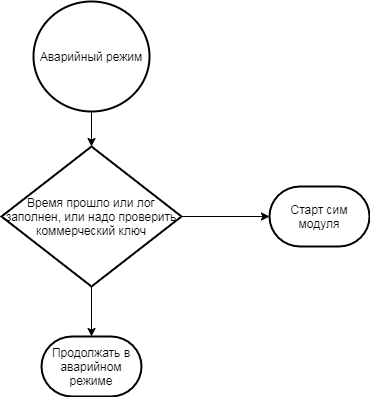 Аварийный режим
Время прошло или лог
заполнен, или надо проверить
коммерческий ключ
Старт сим
модуля
Продолжать в
аварийном
режиме